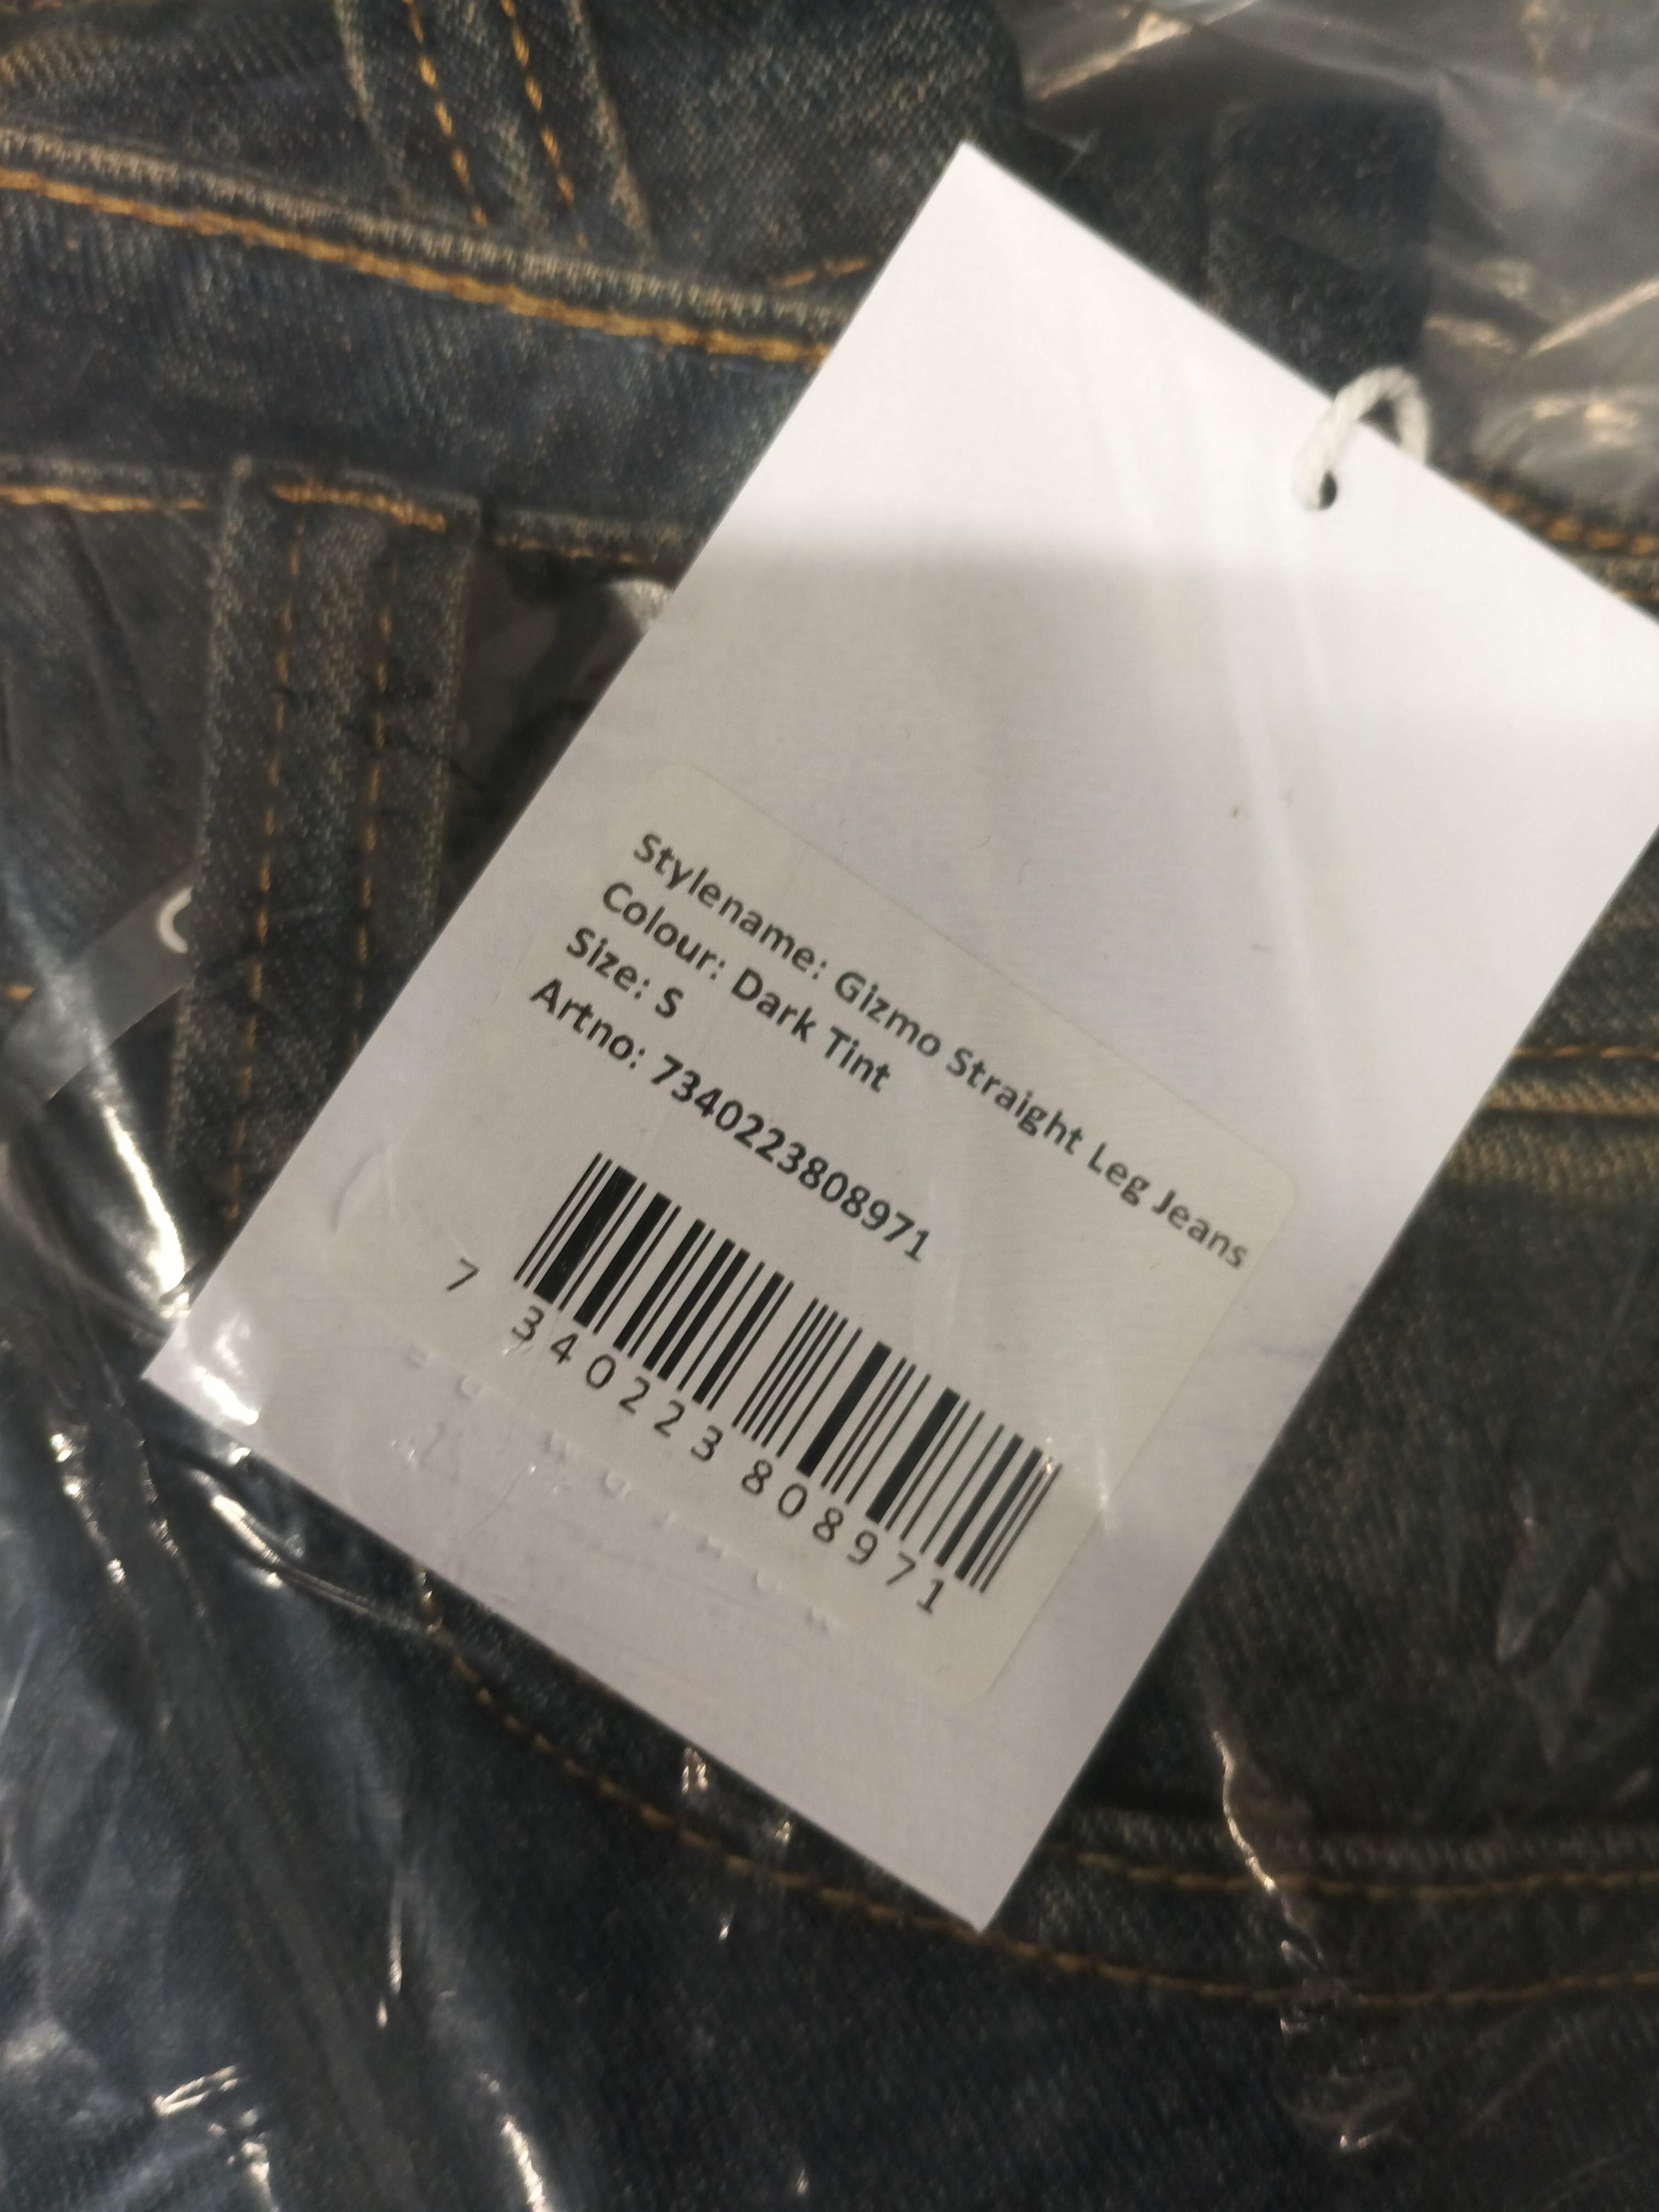 Stylename: Gizmo Straight Leg Jeans
Colour: Dark Tint
Size: S
Artno: 7340223808971
7 340223 808971